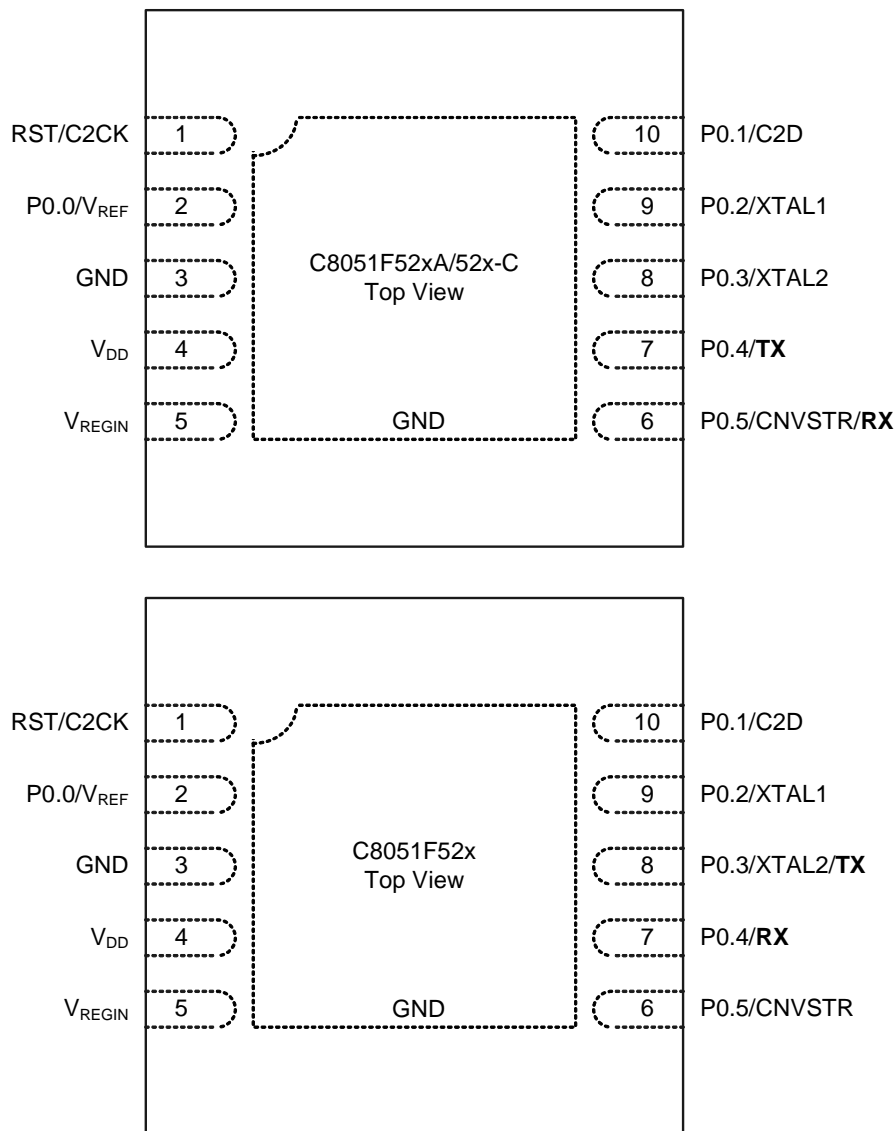 RST/C2CK 1 10 P0.1/C2D
P0.0/VREF 2 9 P0.2/XTAL1
GND 3 C8051F52xA/52x-C 8 P0.3/XTAL2
Top View
VDD 4 7 P0.4/TX
VREGIN 5 GND 6 P0.5/CNVSTR/RX
RST/C2CK 1 10 P0.1/C2D
P0.0/VREF 2 9 P0.2/XTAL1
GND 3 C8051F52x 8 P0.3/XTAL2/TX
Top View
VDD 4 7 P0.4/RX
VREGIN 5 GND 6 P0.5/CNVSTR